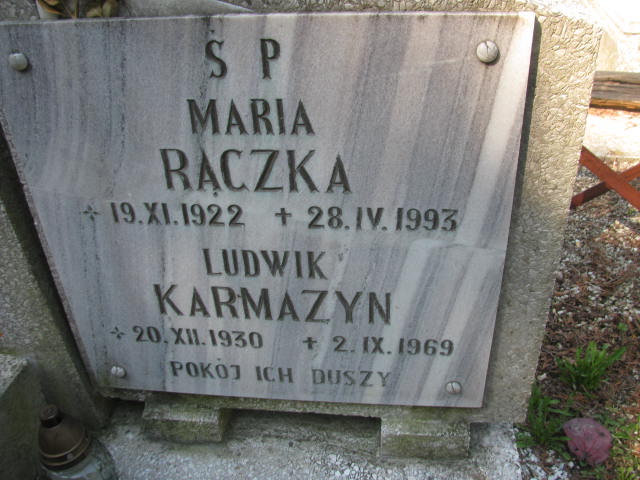 Ś P
MARIA
RĄCZKA
19.XI.1922 + 28.IV.1993
LUDWIK
KARMAZYN
20.XII.1930 + 2.IX.1969
POKÓJ ICH DUSZY